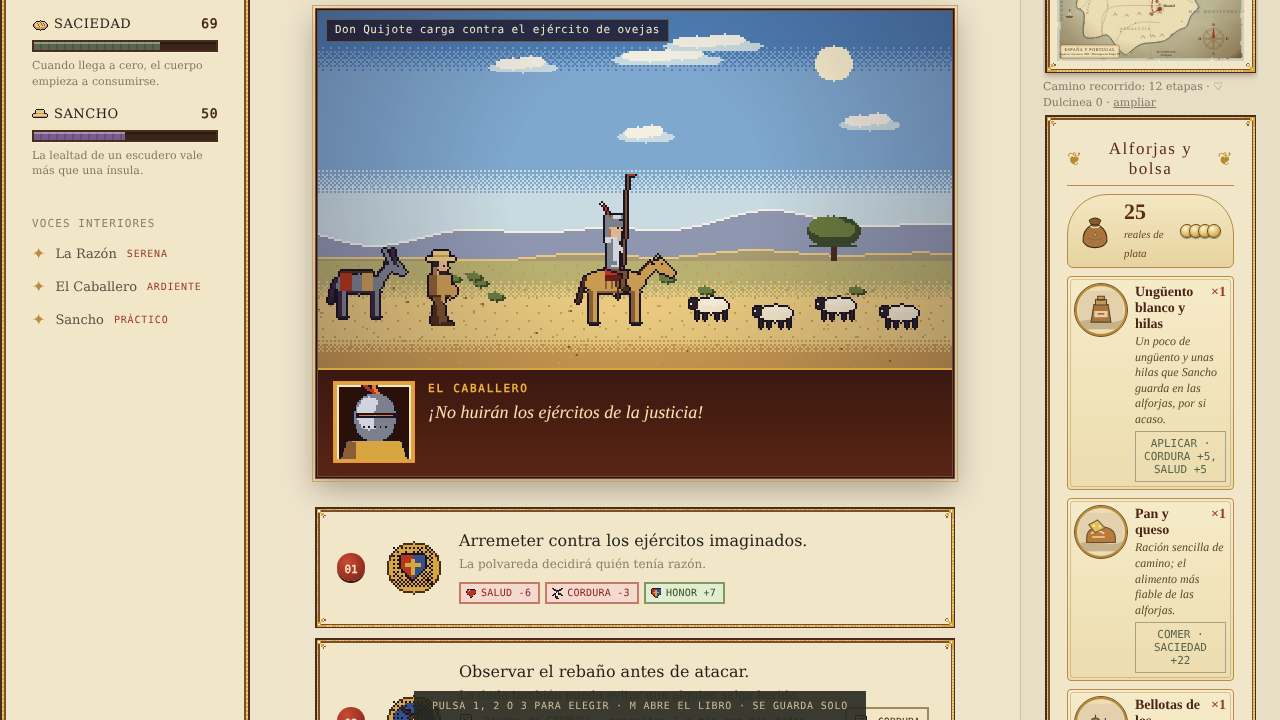 SACIEDAD 69
Cuando llega a cero, el cuerpo
empieza a consumirse.
SANCHO 50
La lealtad de un escudero vale
más que una ínsula.
VOCES INTERIORES
La Razón SERENA
El Caballero ARDIENTE
Sancho PRÁCTICO
Don Quijote carga contra el ejército de ovejas
EL CABALLERO
¡No huirán los ejércitos de la justicia!
01
Arremeter contra los ejércitos imaginados.
La polvareda decidirá quién tenía razón.
SALUD -6 CORDURA -3 HONOR +7
Observar el rebaño antes de atacar.
PULSA 1, 2 O 3 PARA ELEGIR · M ABRE EL LIBRO · SE GUARDA SOLO
ESPAÑA Y PORTUGAL
Camino recorrido: 12 etapas · ♡
Dulcinea 0 · ampliar
Alforjas y
bolsa
25
reales de
plata
Ungüento ×1
blanco y
hilas
Un poco de
ungüento y unas
hilas que Sancho
guarda en las
alforjas, por si
acaso.
APLICAR ·
CORDURA +5,
SALUD +5
Pan y ×1
queso
Ración sencilla de
camino; el
alimento más
fiable de las
alforjas.
COMER ·
SACIEDAD
+22
Bellotas de ×1